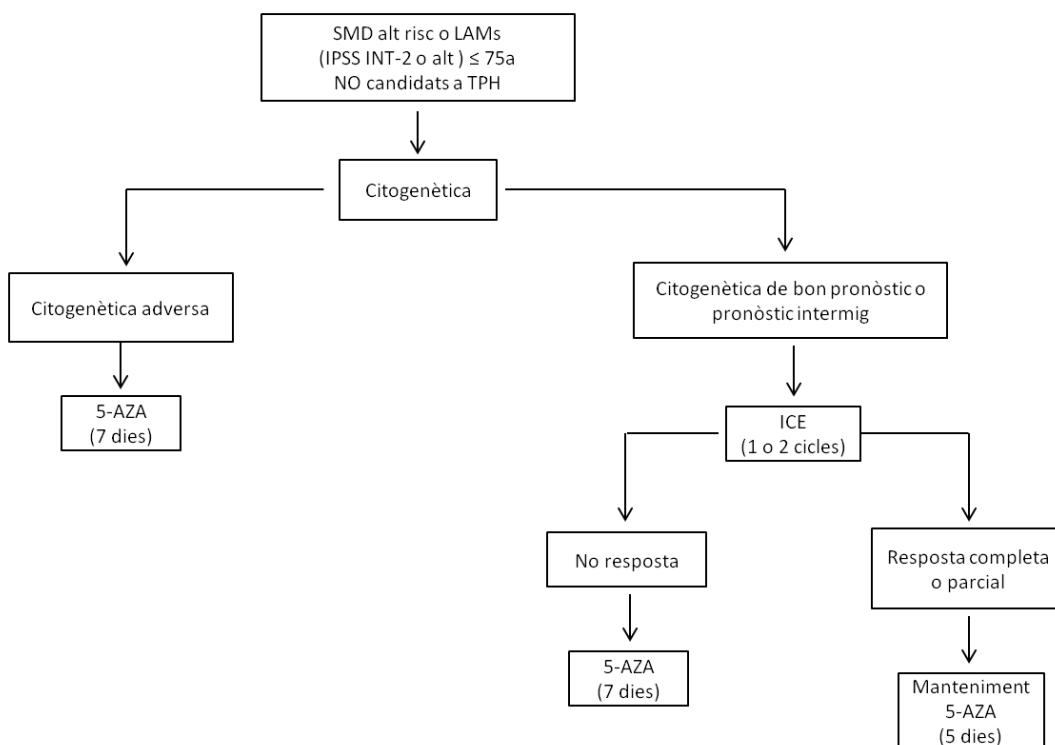 SMD alt risc o LAMs
(IPSS INT-2 o alt ) ≤ 75a
NO candidats a TPH
Citogenètica
Citogenètica adversa
Citogenètica de bon pronòstic o
pronòstic intermig
5-AZA
(7 dies)
ICE
(1 o 2 cicles)
No resposta
Resposta completa
o parcial
5-AZA
(7 dies)
Manteniment
5-AZA
(5 dies)